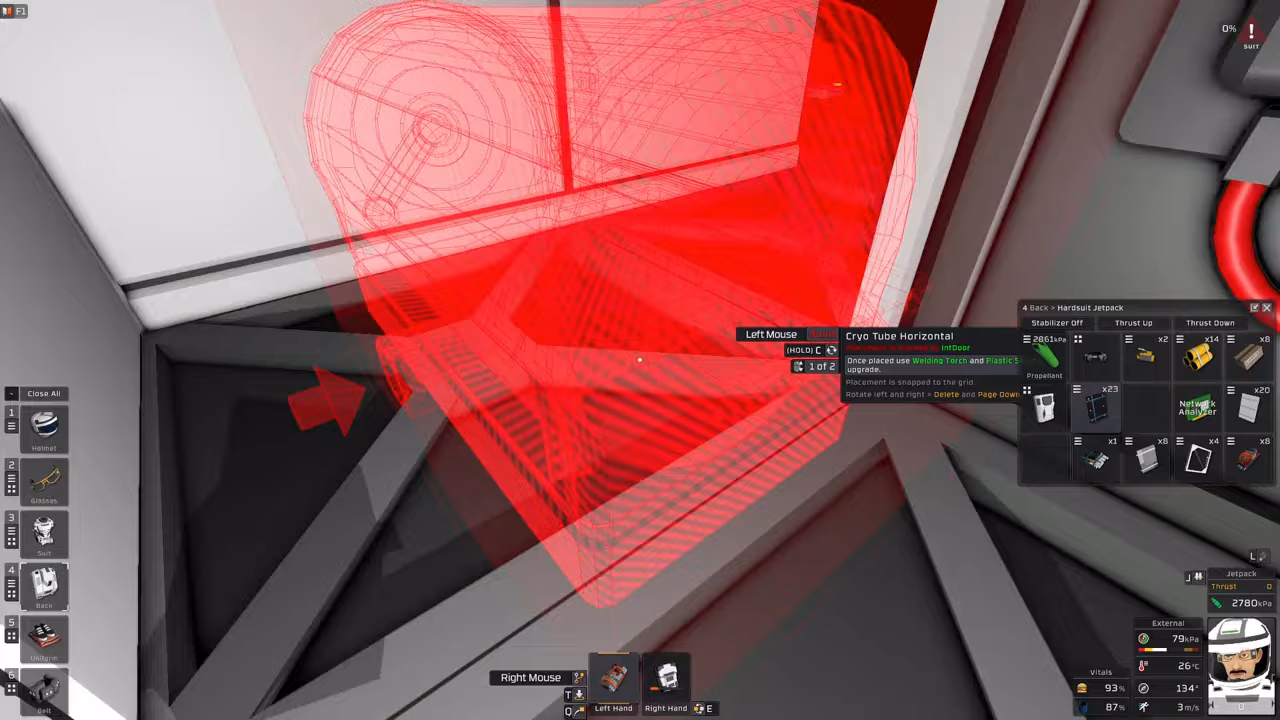 F1
0%
SUIT
4 Back > Hardsuit Jetpack
Stabilizer Off
Thrust Up
Thrust Down
2861kPa
x2
x14
x8
Propellant
x23
Network Analyzer
x20
x1
x8
x4
x8
Left Mouse
(HOLD) C
1 of 2
Cryo Tube Horizontal
IntDoor
Once placed use Welding Torch and Plastic S
upgrade.
Placement is snapped to the grid.
Rotate left and right = Delete and Page Down
- Close All
1
Helmet
2
Glasses
3
Suit
4
Back
5
Uniform
6
Belt
Right Mouse
T
Q
Left Hand
Right Hand
E
L
J
Jetpack
Thrust 0
2780kPa
External
79kPa
26°C
134°
3m/s
Vitals
93%
87%
0